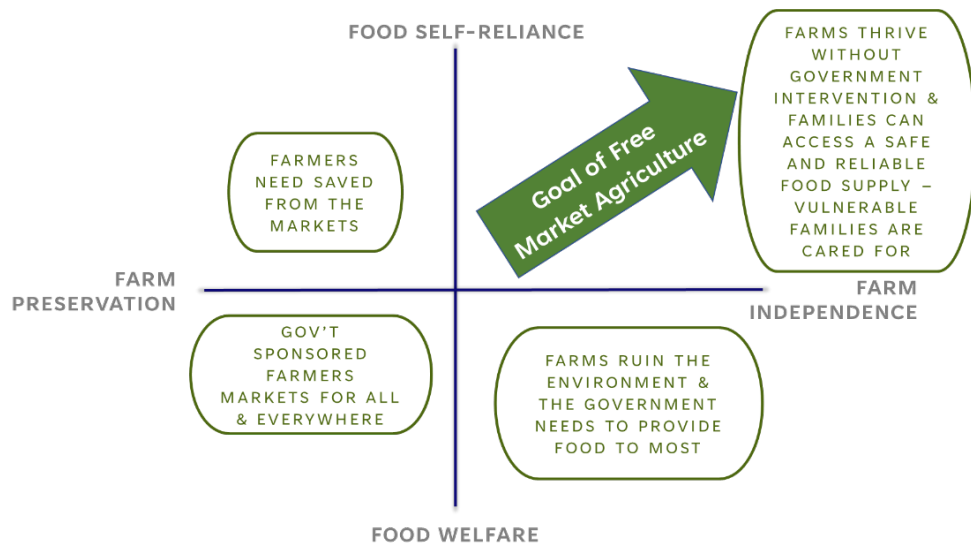 FOOD SELF-RELIANCE
FARMS THRIVE
WITHOUT
GOVERNMENT
INTERVENTION &
FAMILIES CAN
ACCESS A SAFE
AND RELIABLE
FOOD SUPPLY –
VULNERABLE
FAMILIES ARE
CARED FOR
Goal of Free
Market Agriculture
FARMERS
NEED SAVED
FROM THE
MARKETS
FARM
PRESERVATION
FARM
INDEPENDENCE
GOV'T
SPONSORED
FARMERS
MARKETS FOR ALL
& EVERYWHERE
FARMS RUIN THE
ENVIRONMENT &
THE GOVERNMENT
NEEDS TO PROVIDE
FOOD TO MOST
FOOD WELFARE